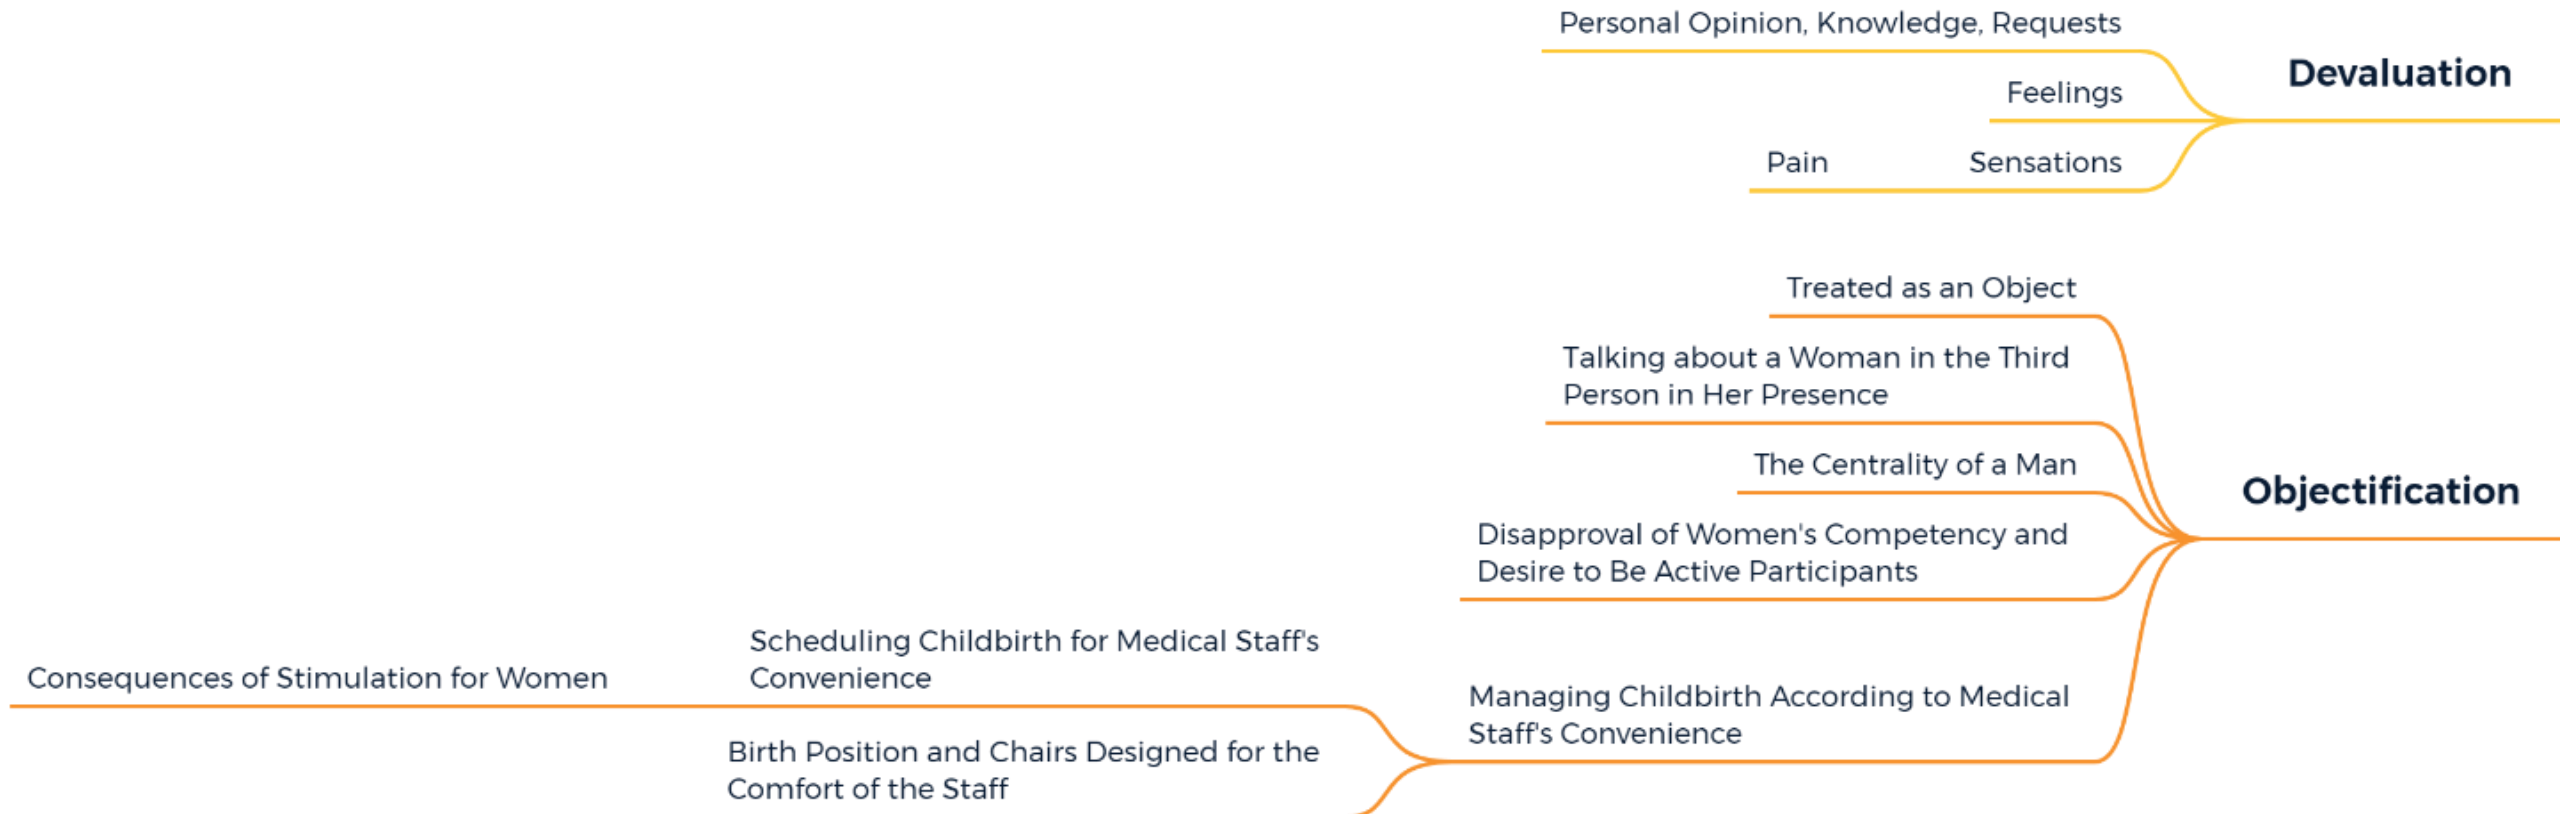 Personal Opinion, Knowledge, Requests
Devaluation
Feelings
Pain
Sensations
Treated as an Object
Talking about a Woman in the Third
Person in Her Presence
The Centrality of a Man
Objectification
Disapproval of Women's Competency and
Desire to Be Active Participants
Scheduling Childbirth for Medical Staff's
Convenience
Consequences of Stimulation for Women
Managing Childbirth According to Medical
Staff's Convenience
Birth Position and Chairs Designed for the
Comfort of the Staff